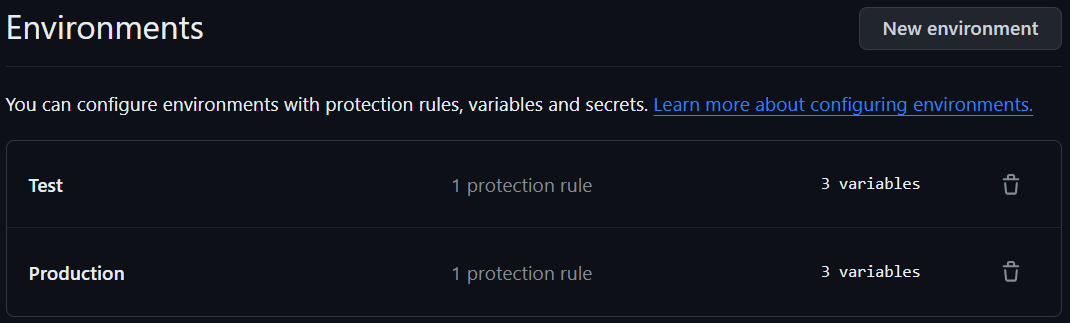 Environments
New environment
You can configure environments with protection rules, variables and secrets. Learn more about configuring environments.
Test 1 protection rule 3 variables
Production 1 protection rule 3 variables